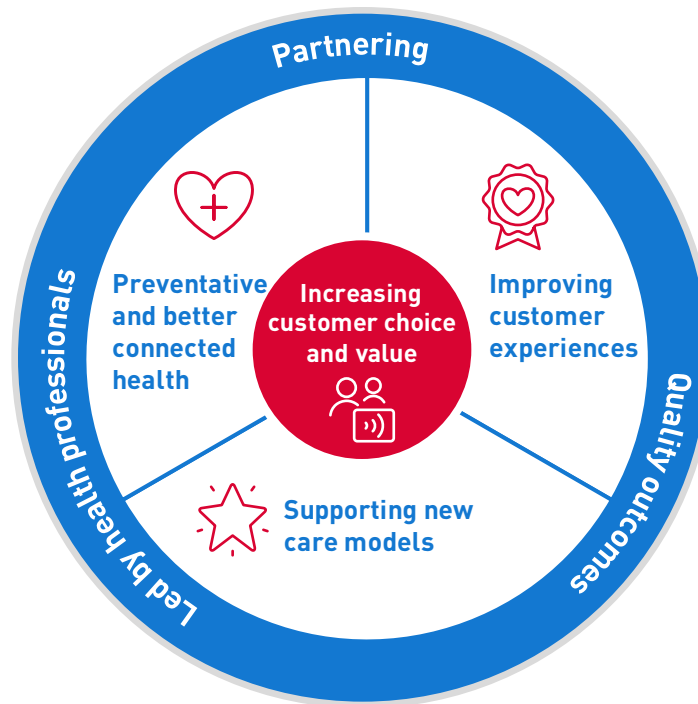 Partnering
Preventative
and better
connected
health
Increasing
customer choice
and value
Improving
customer
experiences
Supporting new
care models
Led by health professionals
Quality outcomes